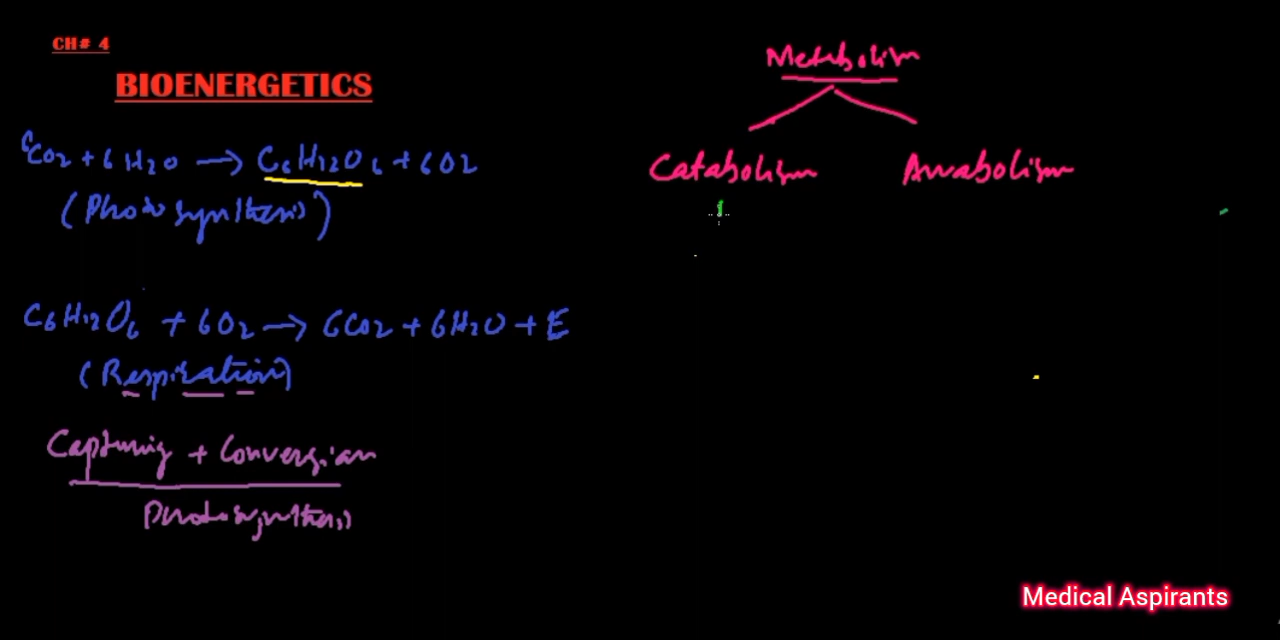 CH# 4
BIOENERGETICS
6CO2 + 6H2O → C6H12O6 + 6O2
(Photosynthesis)
C6H12O6 + 6O2 → 6CO2 + 6H2O + E
(Respiration)
Capturing + Conversion
Photosynthesis
Metabolism
Catabolism Anabolism
Medical Aspirants